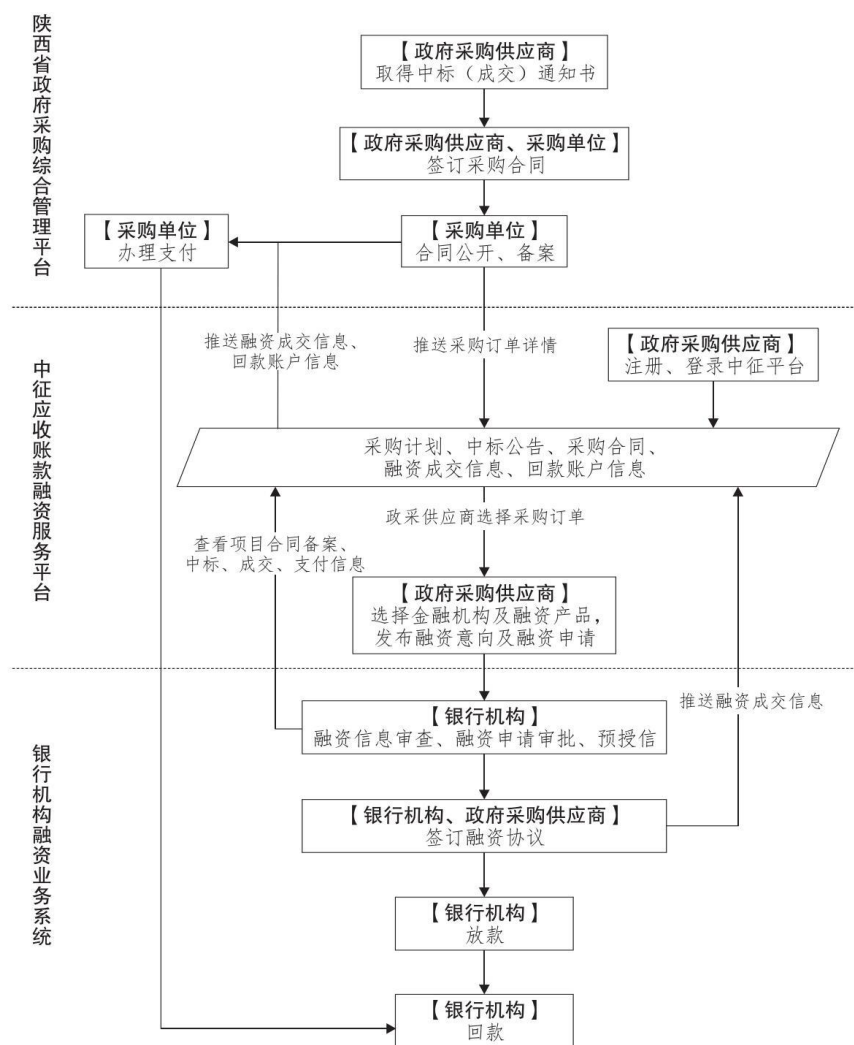 陕西省政府采购综合管理平台
【政府采购供应商】
取得中标（成交）通知书
【政府采购供应商、采购单位】
签订采购合同
【采购单位】
办理支付
【采购单位】
合同公开、备案
中征应收账款融资服务平台
推送融资成交信息、
回款账户信息
推送采购订单详情
【政府采购供应商】
注册、登录中征平台
采购计划、中标公告、采购合同、
融资成交信息、回款账户信息
政采供应商选择采购订单
查看项目合同备案、
中标、成交、支付信息
【政府采购供应商】
选择金融机构及融资产品，
发布融资意向及融资申请
银行机构融资业务系统
【银行机构】
融资信息审查、融资申请审批、预授信
推送融资成交信息
【银行机构、政府采购供应商】
签订融资协议
【银行机构】
放款
【银行机构】
回款